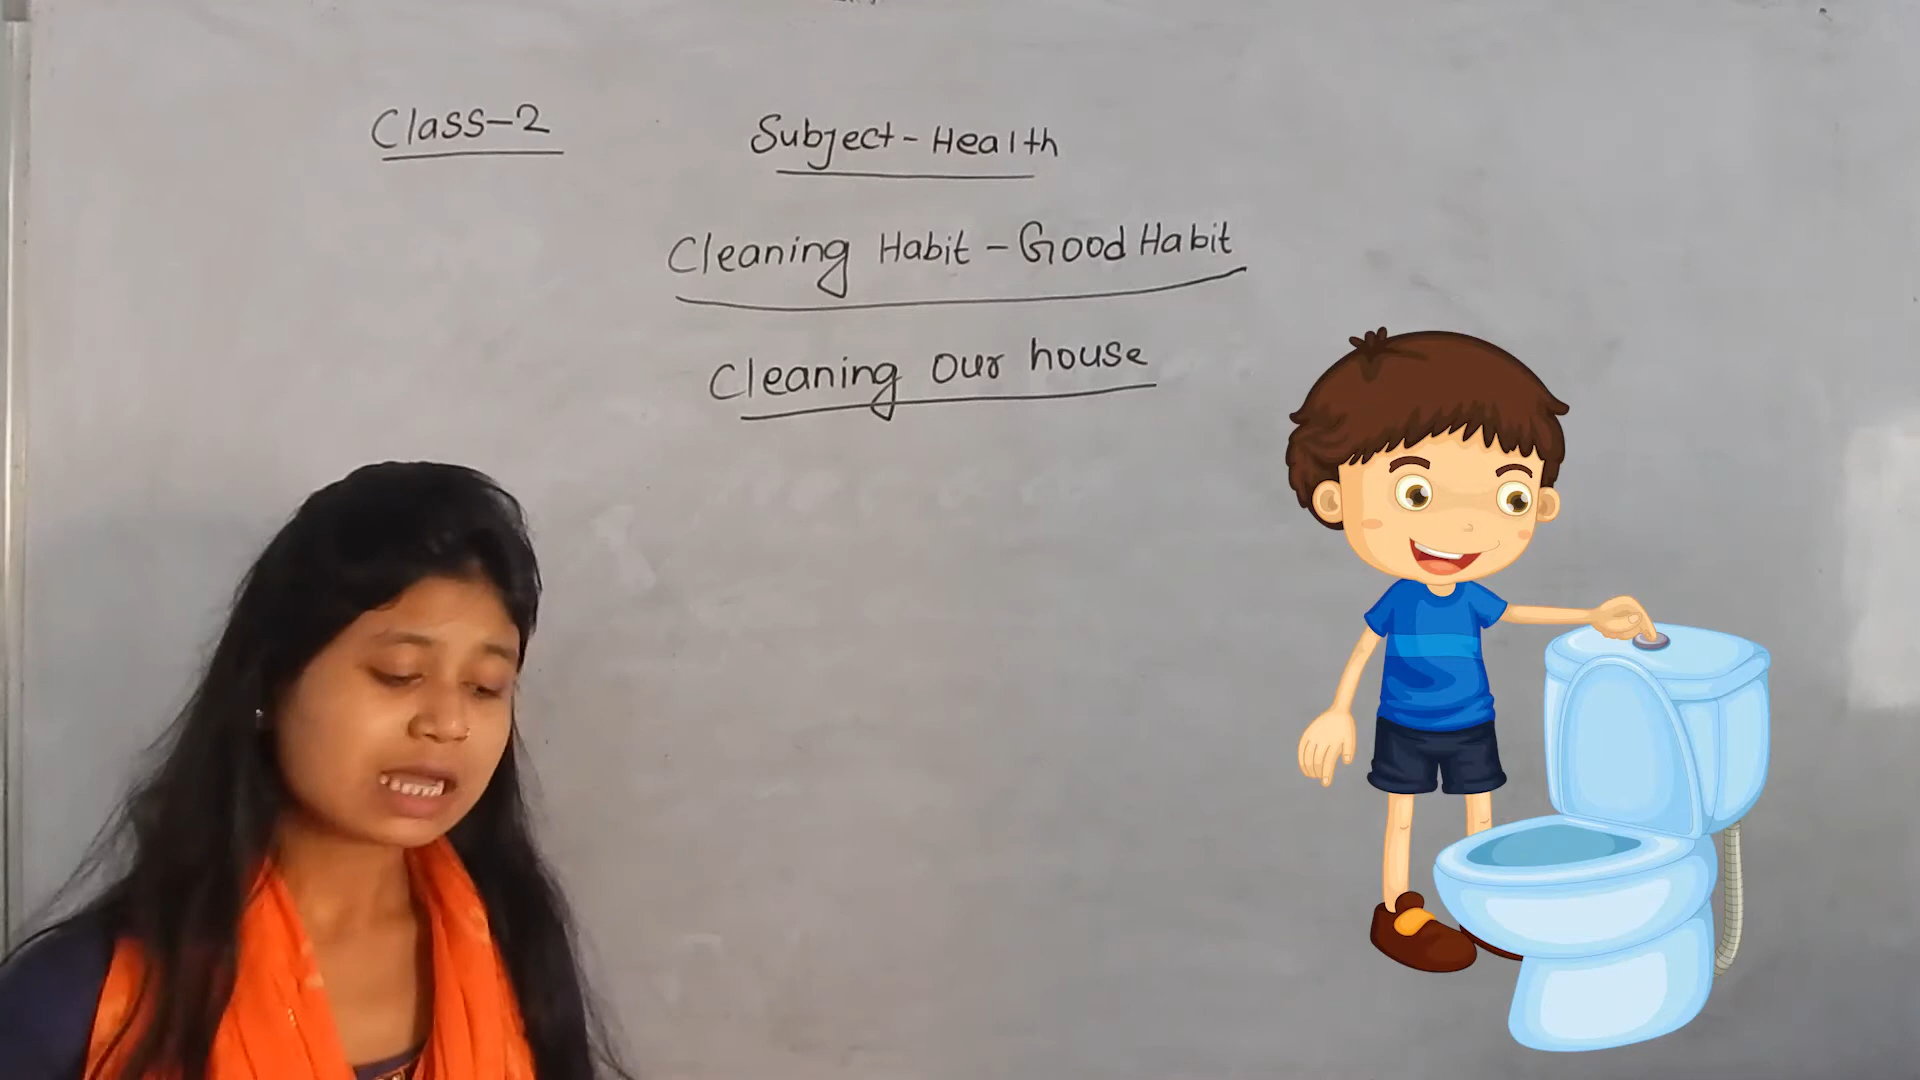 Class-2
Subject-Health
Cleaning Habit - Good Habit
Cleaning Our house